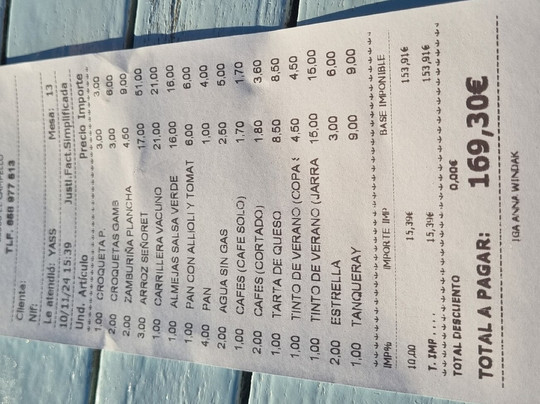 TLF. 868 977 613
Cliente:
Nif:
Le atendió: YASS Mesa: 13
10/11/24 15:39 Justi.Fact.Simplificada
Und. Artículo Precio Importe
1,00 CROQUETA P. 3,00 3,00
2,00 CROQUETAS GAMB 3,00 6,00
2,00 ZAMBURIÑA PLANCHA 4,50 9,00
3,00 ARROZ SEÑORET 17,00 51,00
1,00 CARRILLERA VACUNO 21,00 21,00
1,00 ALMEJAS SALSA VERDE 16,00 16,00
1,00 PAN CON ALLIOLI Y TOMAT 6,00 6,00
4,00 PAN 1,00 4,00
2,00 AGUA SIN GAS 2,50 5,00
1,00 CAFES (CAFE SOLO) 1,70 1,70
2,00 CAFES (CORTADO) 1,80 3,60
1,00 TARTA DE QUESO 8,50 8,50
1,00 TINTO DE VERANO (COPA S 4,50 4,50
1,00 TINTO DE VERANO (JARRA 15,00 15,00
2,00 ESTRELLA 3,00 6,00
1,00 TANQUERAY 9,00 9,00
IMP% IMPORTE IMP BASE IMPONIBLE
10,00 15,39€ 153,91€
T. IMP.... 15,39€ 153,91€
TOTAL DESCUENTO 0,00€
TOTAL A PAGAR: 169,30€
IGA ANNA WINDAK